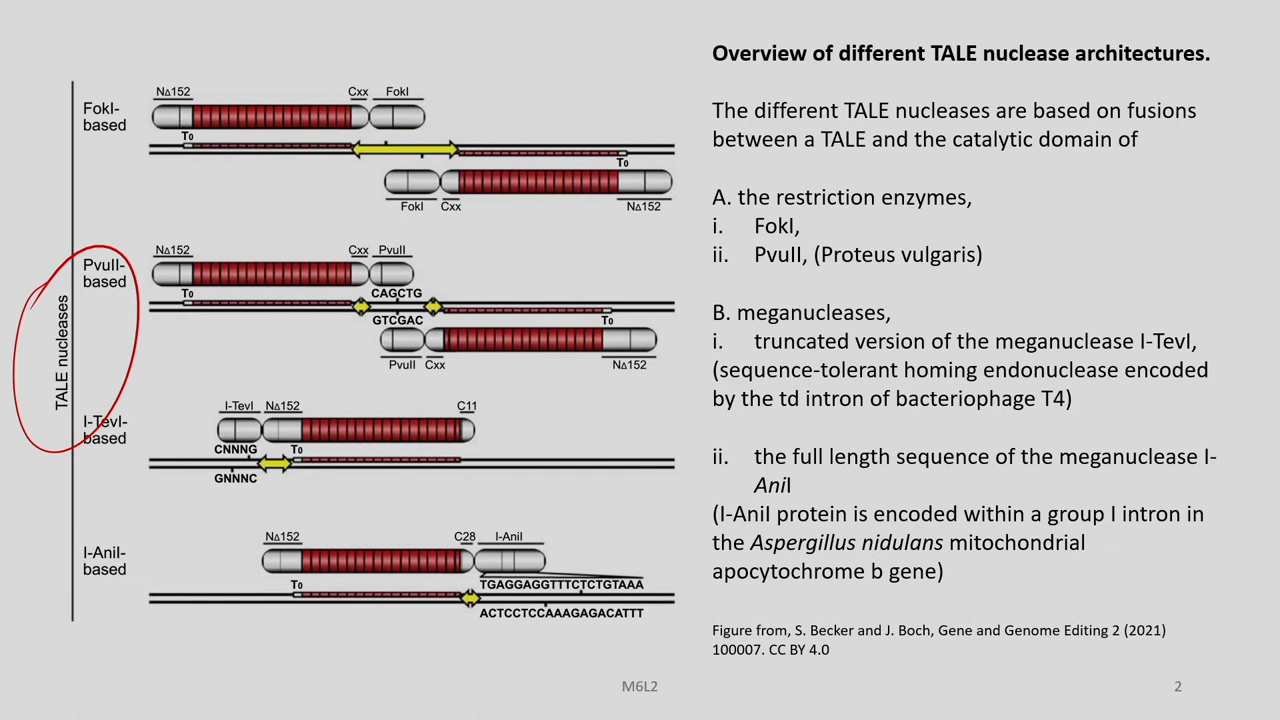 Overview of different TALE nuclease architectures.
The different TALE nucleases are based on fusions
between a TALE and the catalytic domain of
A. the restriction enzymes,
i. FokI,
ii. PvuII, (Proteus vulgaris)
B. meganucleases,
i. truncated version of the meganuclease I-TevI,
(sequence-tolerant homing endonuclease encoded
by the td intron of bacteriophage T4)
ii. the full length sequence of the meganuclease I-
AniI
(I-AniI protein is encoded within a group I intron in
the Aspergillus nidulans mitochondrial
apocytochrome b gene)
Figure from, S. Becker and J. Boch, Gene and Genome Editing 2 (2021)
100007. CC BY 4.0
TALE nucleases
FokI-
based
NΔ152 Cxx FokI
T0
T0
FokI Cxx NΔ152
PvuII-
based
NΔ152 Cxx PvuII
T0 CAGCTG
GTCGAC T0
PvuII Cxx NΔ152
I-TevI-
based
I-TevI NΔ152 C11
CNNNG T0
GNNNC
I-AniI-
based
NΔ152 C28 I-AniI
T0 TGAGGAGGTTTCTCTGTAAA
ACTCCTCCAAAGAGACATTT
M6L2 2